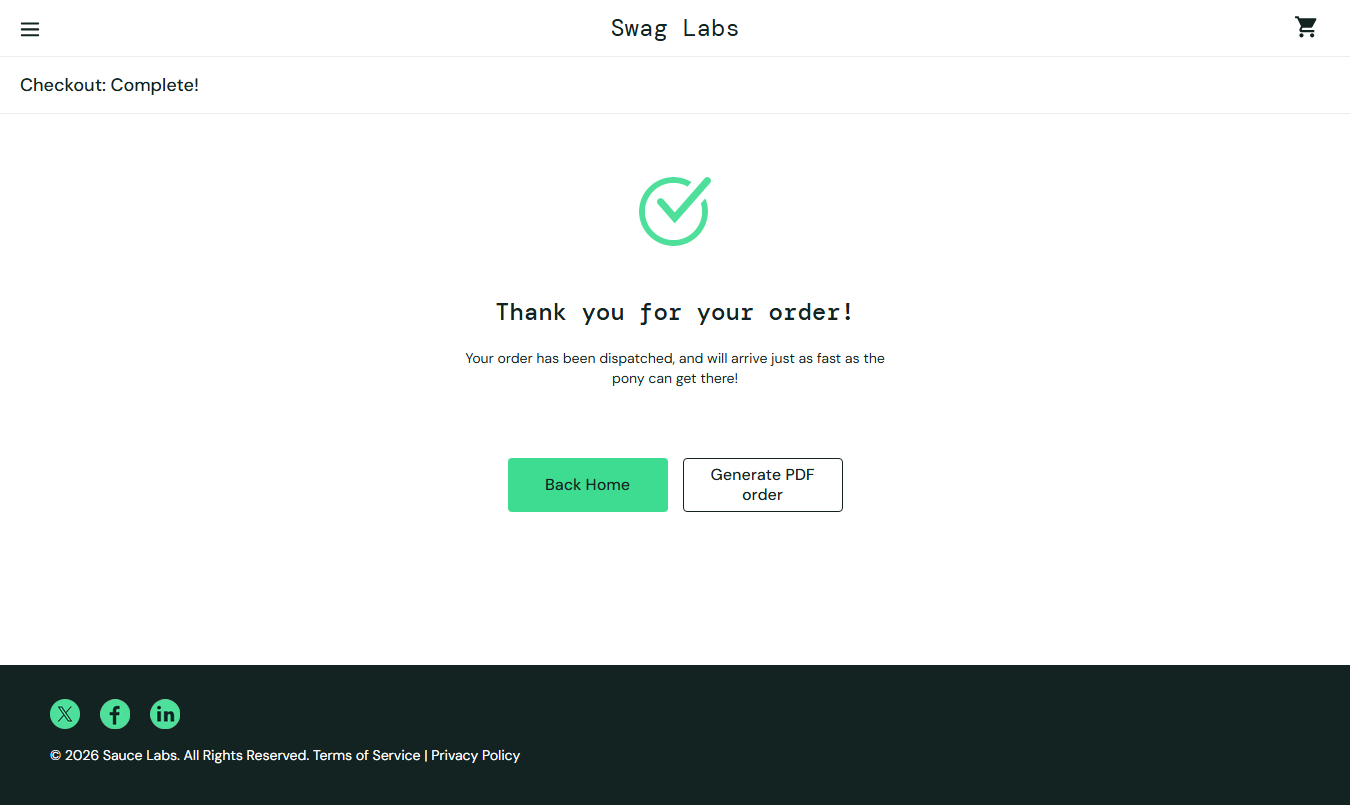 Swag Labs
Checkout: Complete!
Thank you for your order!
Your order has been dispatched, and will arrive just as fast as the
pony can get there!
Back Home
Generate PDF
order
© 2026 Sauce Labs. All Rights Reserved. Terms of Service | Privacy Policy